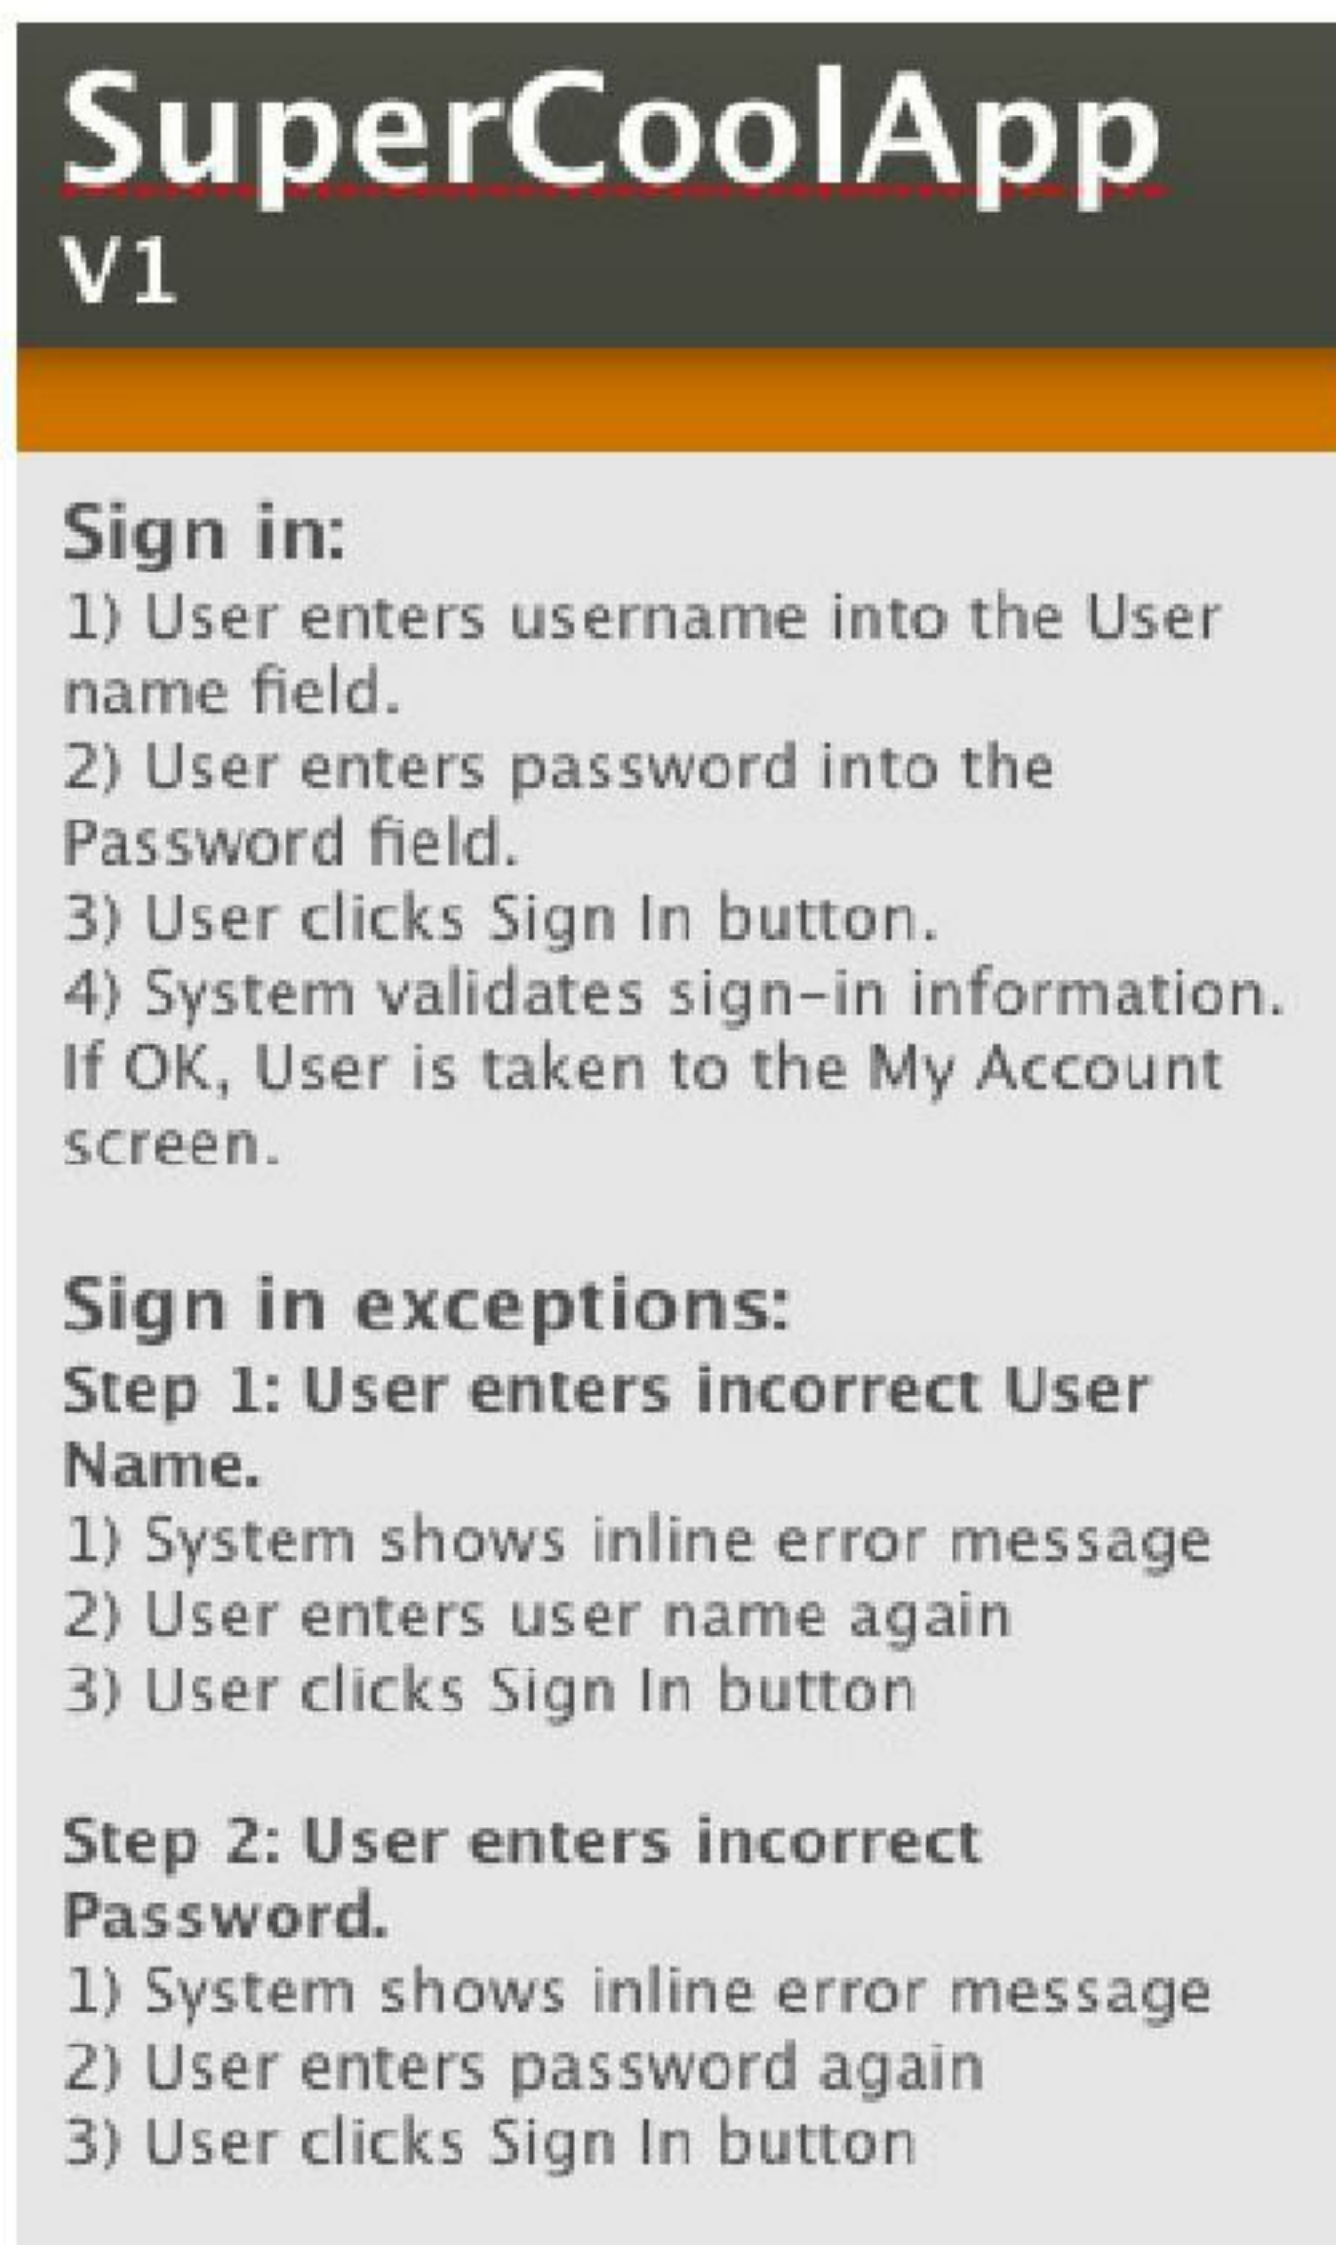 SuperCoolApp
V1
Sign in:
1) User enters username into the User
name field.
2) User enters password into the
Password field.
3) User clicks Sign In button.
4) System validates sign-in information.
If OK, User is taken to the My Account
screen.
Sign in exceptions:
Step 1: User enters incorrect User
Name.
1) System shows inline error message
2) User enters user name again
3) User clicks Sign In button
Step 2: User enters incorrect
Password.
1) System shows inline error message
2) User enters password again
3) User clicks Sign In button